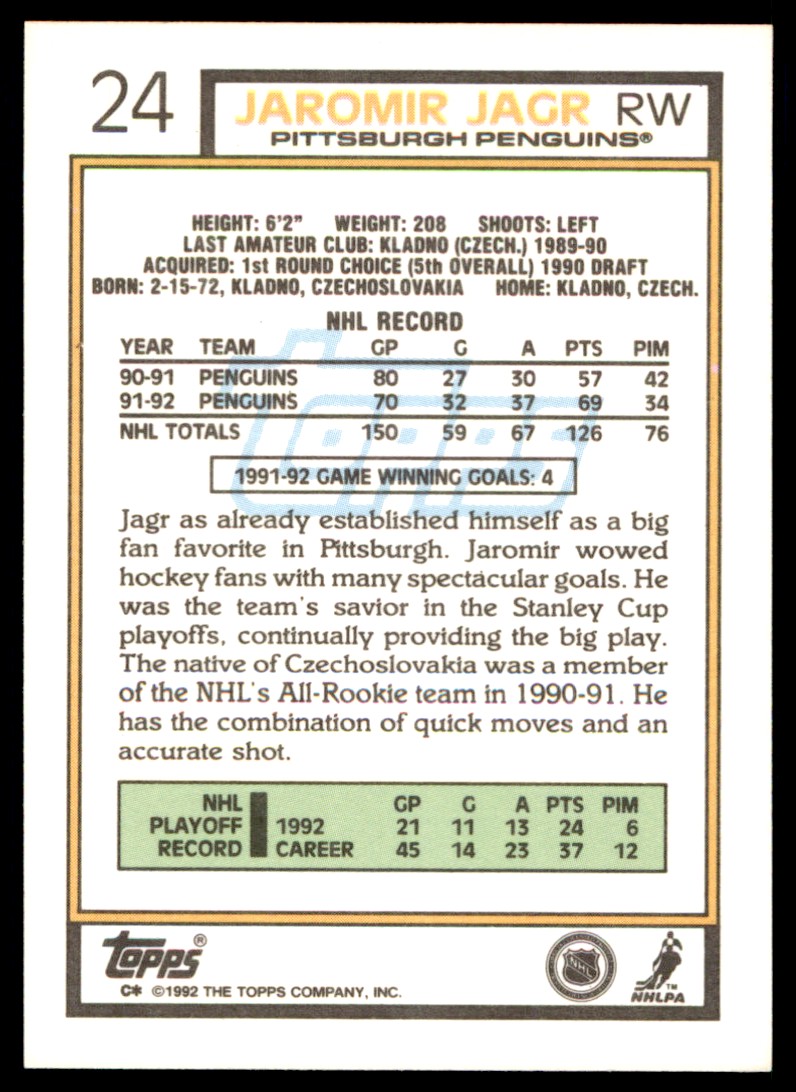 24 JAROMIR JAGR RW
PITTSBURGH PENGUINS®
HEIGHT: 6'2" WEIGHT: 208 SHOOTS: LEFT
LAST AMATEUR CLUB: KLADNO (CZECH.) 1989-90
ACQUIRED: 1st ROUND CHOICE (5th OVERALL) 1990 DRAFT
BORN: 2-15-72, KLADNO, CZECHOSLOVAKIA HOME: KLADNO, CZECH.
NHL RECORD
YEAR TEAM GP G A PTS PIM
90-91 PENGUINS 80 27 30 57 42
91-92 PENGUINS 70 32 37 69 34
NHL TOTALS 150 59 67 126 76
topps
1991-92 GAME WINNING GOALS: 4
Jagr as already established himself as a big
fan favorite in Pittsburgh. Jaromir wowed
hockey fans with many spectacular goals. He
was the team's savior in the Stanley Cup
playoffs, continually providing the big play.
The native of Czechoslovakia was a member
of the NHL's All-Rookie team in 1990-91. He
has the combination of quick moves and an
accurate shot.
NHL GP G A PTS PIM
PLAYOFF 1992 21 11 13 24 6
RECORD CAREER 45 14 23 37 12
topps®
C* ©1992 THE TOPPS COMPANY, INC.
NHL
TM
NHLPA